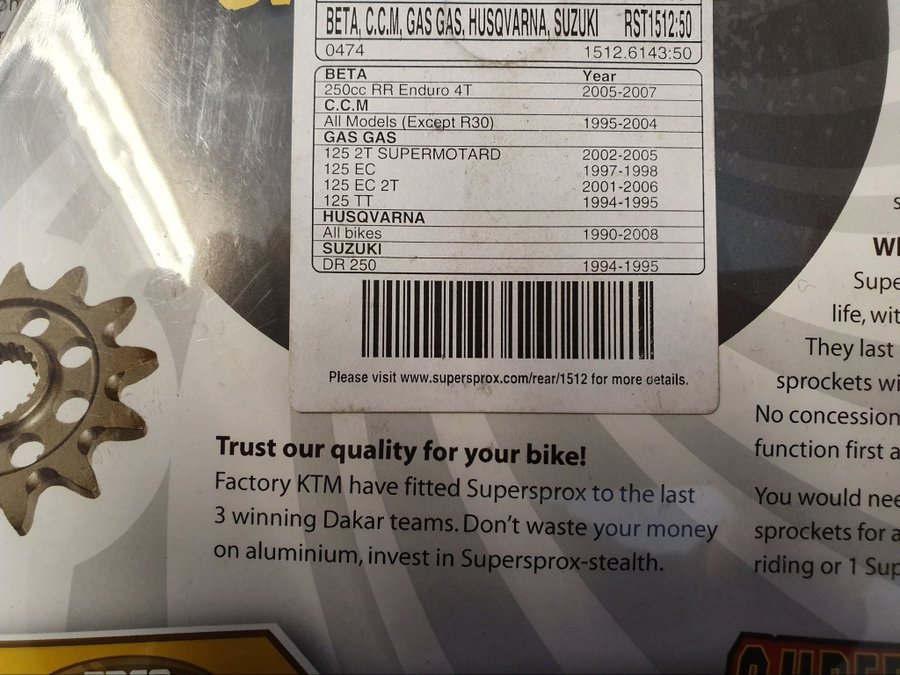 BETA, C.C.M, GAS GAS, HUSQVARNA, SUZUKI RST1512:50
0474 1512.6143:50
BETA Year
250cc RR Enduro 4T 2005-2007
C.C.M
All Models (Except R30) 1995-2004
GAS GAS
125 2T SUPERMOTARD 2002-2005
125 EC 1997-1998
125 EC 2T 2001-2006
125 TT 1994-1995
HUSQVARNA
All bikes 1990-2008
SUZUKI
DR 250 1994-1995
Please visit www.supersprox.com/rear/1512 for more details.
Trust our quality for your bike!
Factory KTM have fitted Supersprox to the last
3 winning Dakar teams. Don't waste your money
on aluminium, invest in Supersprox-stealth.
life,
They last
sprockets
No concession
function first
You would
sprockets for
riding or 1